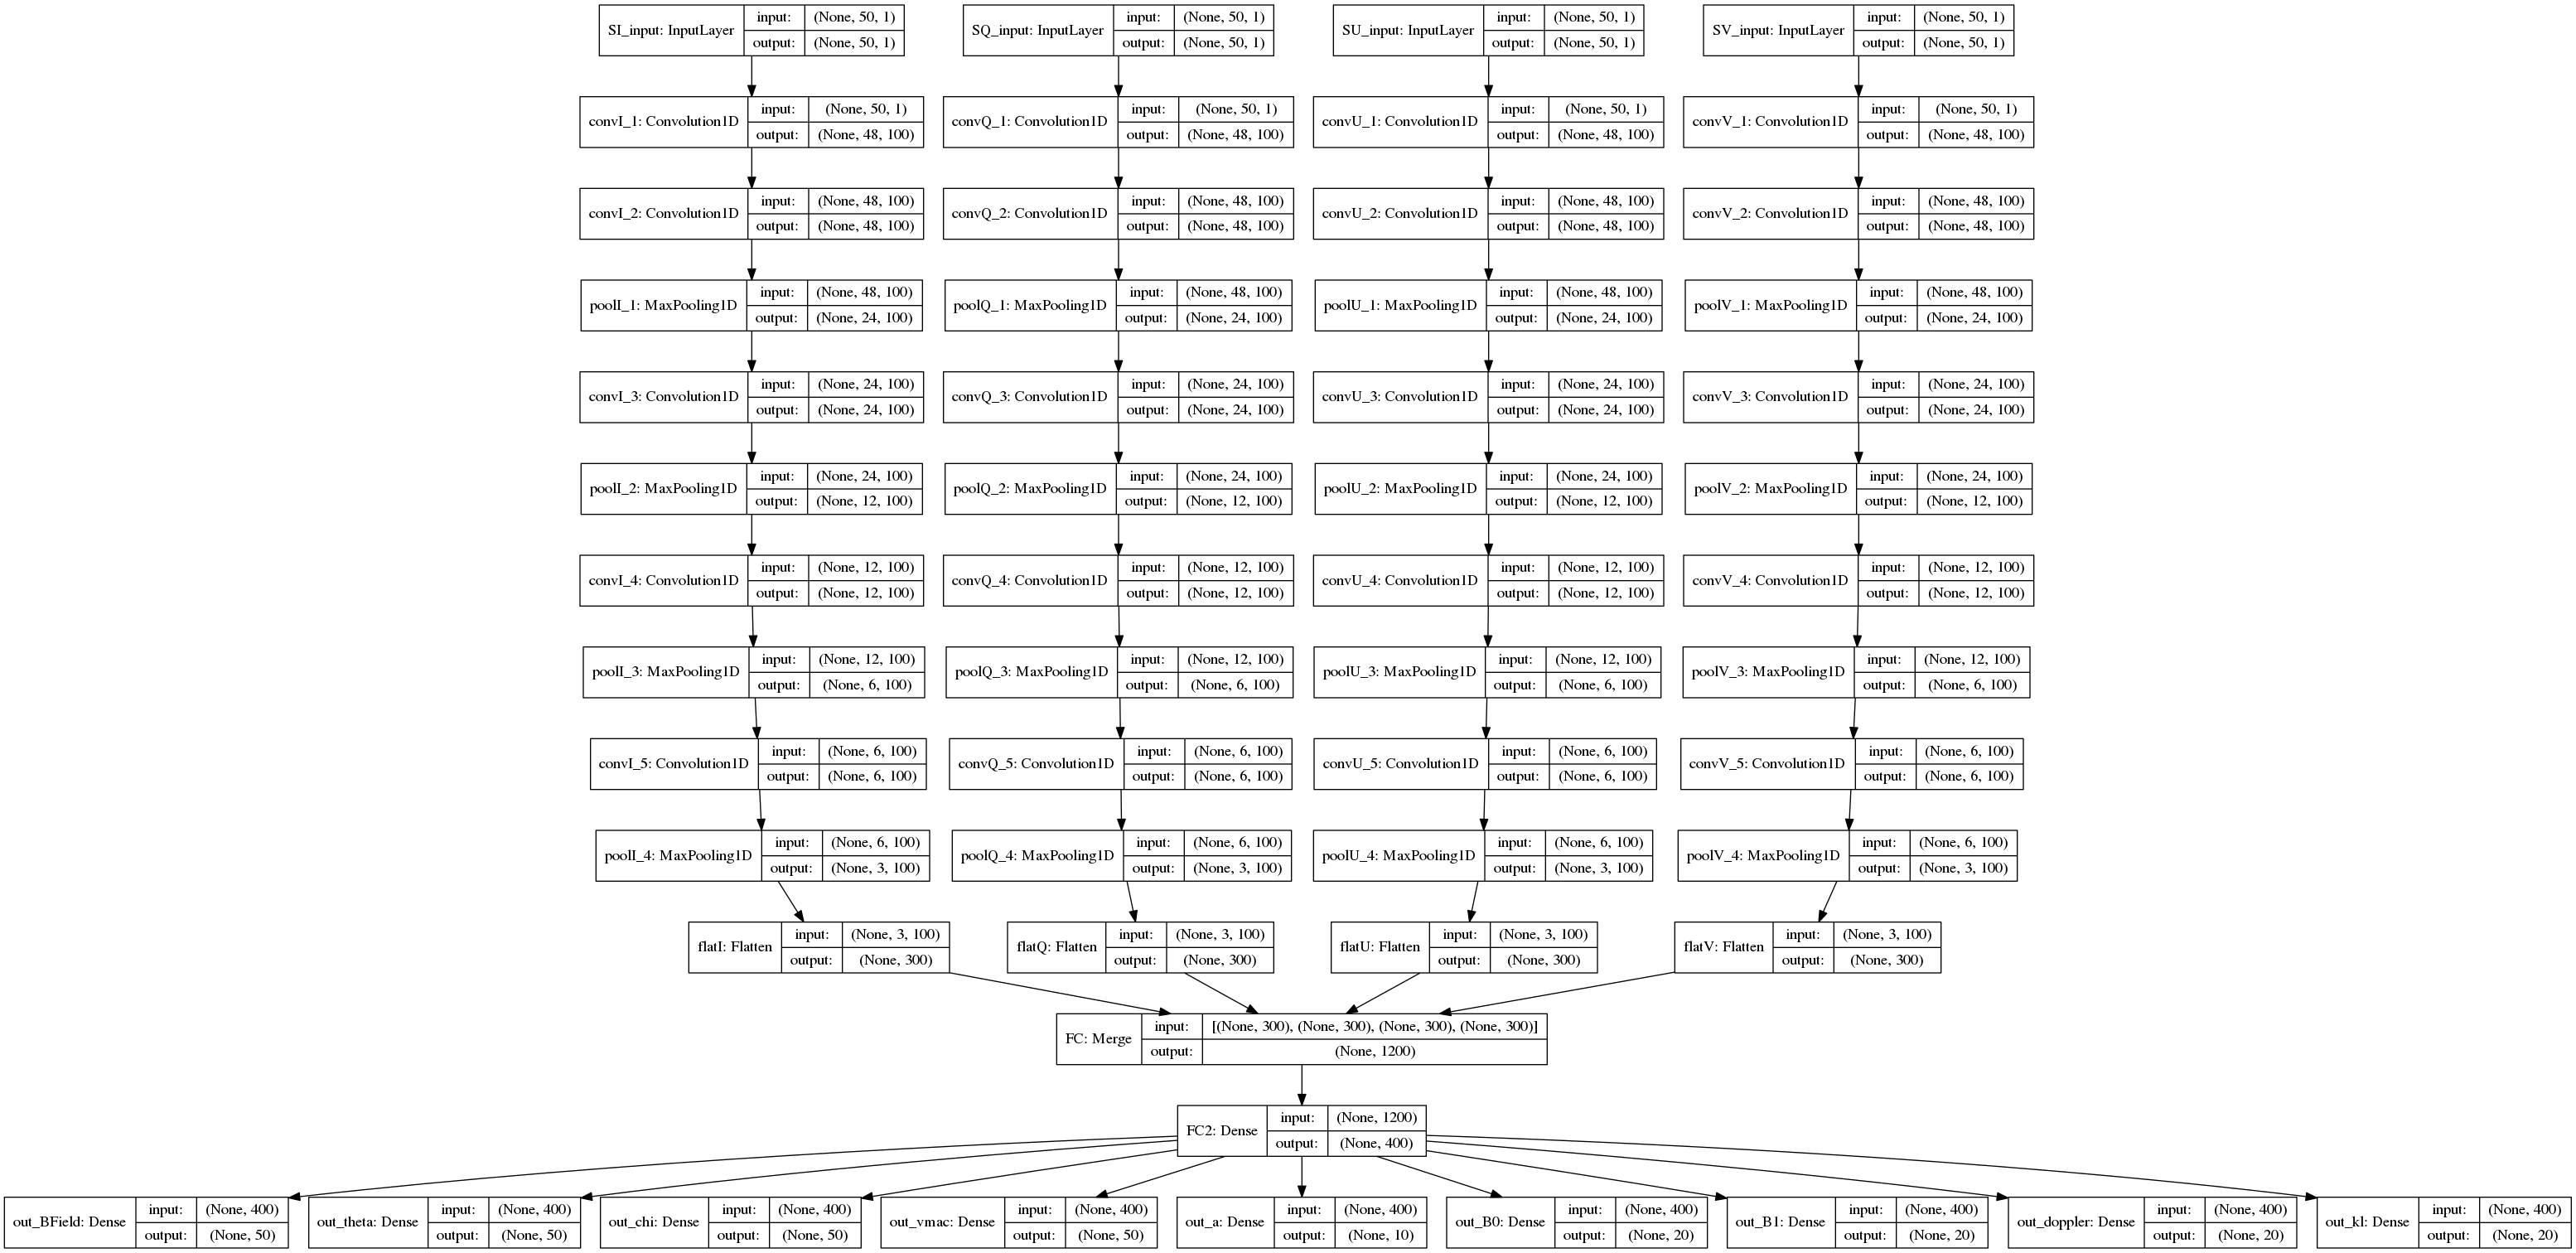 SI_input: InputLayer input: (None, 50, 1) output: (None, 50, 1)
SQ_input: InputLayer input: (None, 50, 1) output: (None, 50, 1)
SU_input: InputLayer input: (None, 50, 1) output: (None, 50, 1)
SV_input: InputLayer input: (None, 50, 1) output: (None, 50, 1)
convI_1: Convolution1D input: (None, 50, 1) output: (None, 48, 100)
convQ_1: Convolution1D input: (None, 50, 1) output: (None, 48, 100)
convU_1: Convolution1D input: (None, 50, 1) output: (None, 48, 100)
convV_1: Convolution1D input: (None, 50, 1) output: (None, 48, 100)
convI_2: Convolution1D input: (None, 48, 100) output: (None, 48, 100)
convQ_2: Convolution1D input: (None, 48, 100) output: (None, 48, 100)
convU_2: Convolution1D input: (None, 48, 100) output: (None, 48, 100)
convV_2: Convolution1D input: (None, 48, 100) output: (None, 48, 100)
poolI_1: MaxPooling1D input: (None, 48, 100) output: (None, 24, 100)
poolQ_1: MaxPooling1D input: (None, 48, 100) output: (None, 24, 100)
poolU_1: MaxPooling1D input: (None, 48, 100) output: (None, 24, 100)
poolV_1: MaxPooling1D input: (None, 48, 100) output: (None, 24, 100)
convI_3: Convolution1D input: (None, 24, 100) output: (None, 24, 100)
convQ_3: Convolution1D input: (None, 24, 100) output: (None, 24, 100)
convU_3: Convolution1D input: (None, 24, 100) output: (None, 24, 100)
convV_3: Convolution1D input: (None, 24, 100) output: (None, 24, 100)
poolI_2: MaxPooling1D input: (None, 24, 100) output: (None, 12, 100)
poolQ_2: MaxPooling1D input: (None, 24, 100) output: (None, 12, 100)
poolU_2: MaxPooling1D input: (None, 24, 100) output: (None, 12, 100)
poolV_2: MaxPooling1D input: (None, 24, 100) output: (None, 12, 100)
convI_4: Convolution1D input: (None, 12, 100) output: (None, 12, 100)
convQ_4: Convolution1D input: (None, 12, 100) output: (None, 12, 100)
convU_4: Convolution1D input: (None, 12, 100) output: (None, 12, 100)
convV_4: Convolution1D input: (None, 12, 100) output: (None, 12, 100)
poolI_3: MaxPooling1D input: (None, 12, 100) output: (None, 6, 100)
poolQ_3: MaxPooling1D input: (None, 12, 100) output: (None, 6, 100)
poolU_3: MaxPooling1D input: (None, 12, 100) output: (None, 6, 100)
poolV_3: MaxPooling1D input: (None, 12, 100) output: (None, 6, 100)
convI_5: Convolution1D input: (None, 6, 100) output: (None, 6, 100)
convQ_5: Convolution1D input: (None, 6, 100) output: (None, 6, 100)
convU_5: Convolution1D input: (None, 6, 100) output: (None, 6, 100)
convV_5: Convolution1D input: (None, 6, 100) output: (None, 6, 100)
poolI_4: MaxPooling1D input: (None, 6, 100) output: (None, 3, 100)
poolQ_4: MaxPooling1D input: (None, 6, 100) output: (None, 3, 100)
poolU_4: MaxPooling1D input: (None, 6, 100) output: (None, 3, 100)
poolV_4: MaxPooling1D input: (None, 6, 100) output: (None, 3, 100)
flatI: Flatten input: (None, 3, 100) output: (None, 300)
flatQ: Flatten input: (None, 3, 100) output: (None, 300)
flatU: Flatten input: (None, 3, 100) output: (None, 300)
flatV: Flatten input: (None, 3, 100) output: (None, 300)
FC: Merge input: [(None, 300), (None, 300), (None, 300), (None, 300)] output: (None, 1200)
FC2: Dense input: (None, 1200) output: (None, 400)
out_BField: Dense input: (None, 400) output: (None, 50)
out_theta: Dense input: (None, 400) output: (None, 50)
out_chi: Dense input: (None, 400) output: (None, 50)
out_vmac: Dense input: (None, 400) output: (None, 50)
out_a: Dense input: (None, 400) output: (None, 10)
out_B0: Dense input: (None, 400) output: (None, 20)
out_B1: Dense input: (None, 400) output: (None, 20)
out_doppler: Dense input: (None, 400) output: (None, 20)
out_kl: Dense input: (None, 400) output: (None, 20)